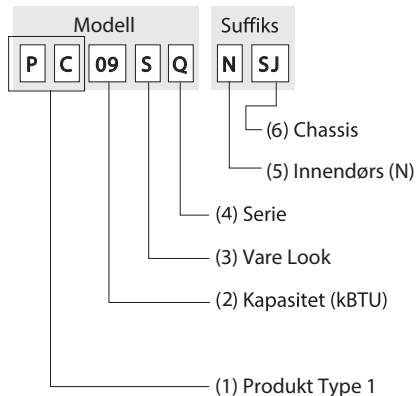 Modell Suffiks
P C 09 S Q N SJ
(6) Chassis
(5) Innendørs (N)
(4) Serie
(3) Vare Look
(2) Kapasitet (kBTU)
(1) Produkt Type 1